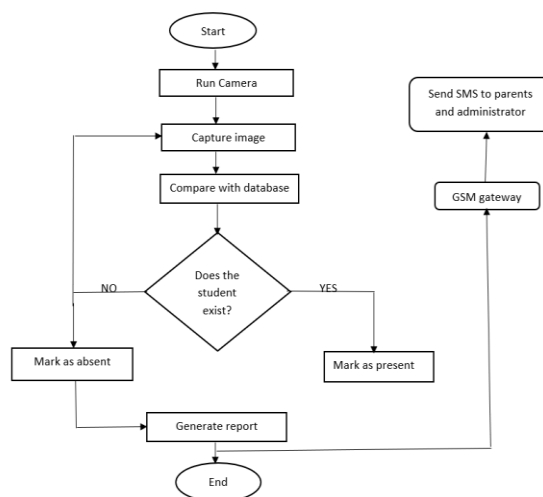 Start
Run Camera
Capture image
Compare with database
Does the
student
exist?
NO
YES
Mark as absent
Mark as present
Generate report
End
Send SMS to parents
and administrator
GSM gateway